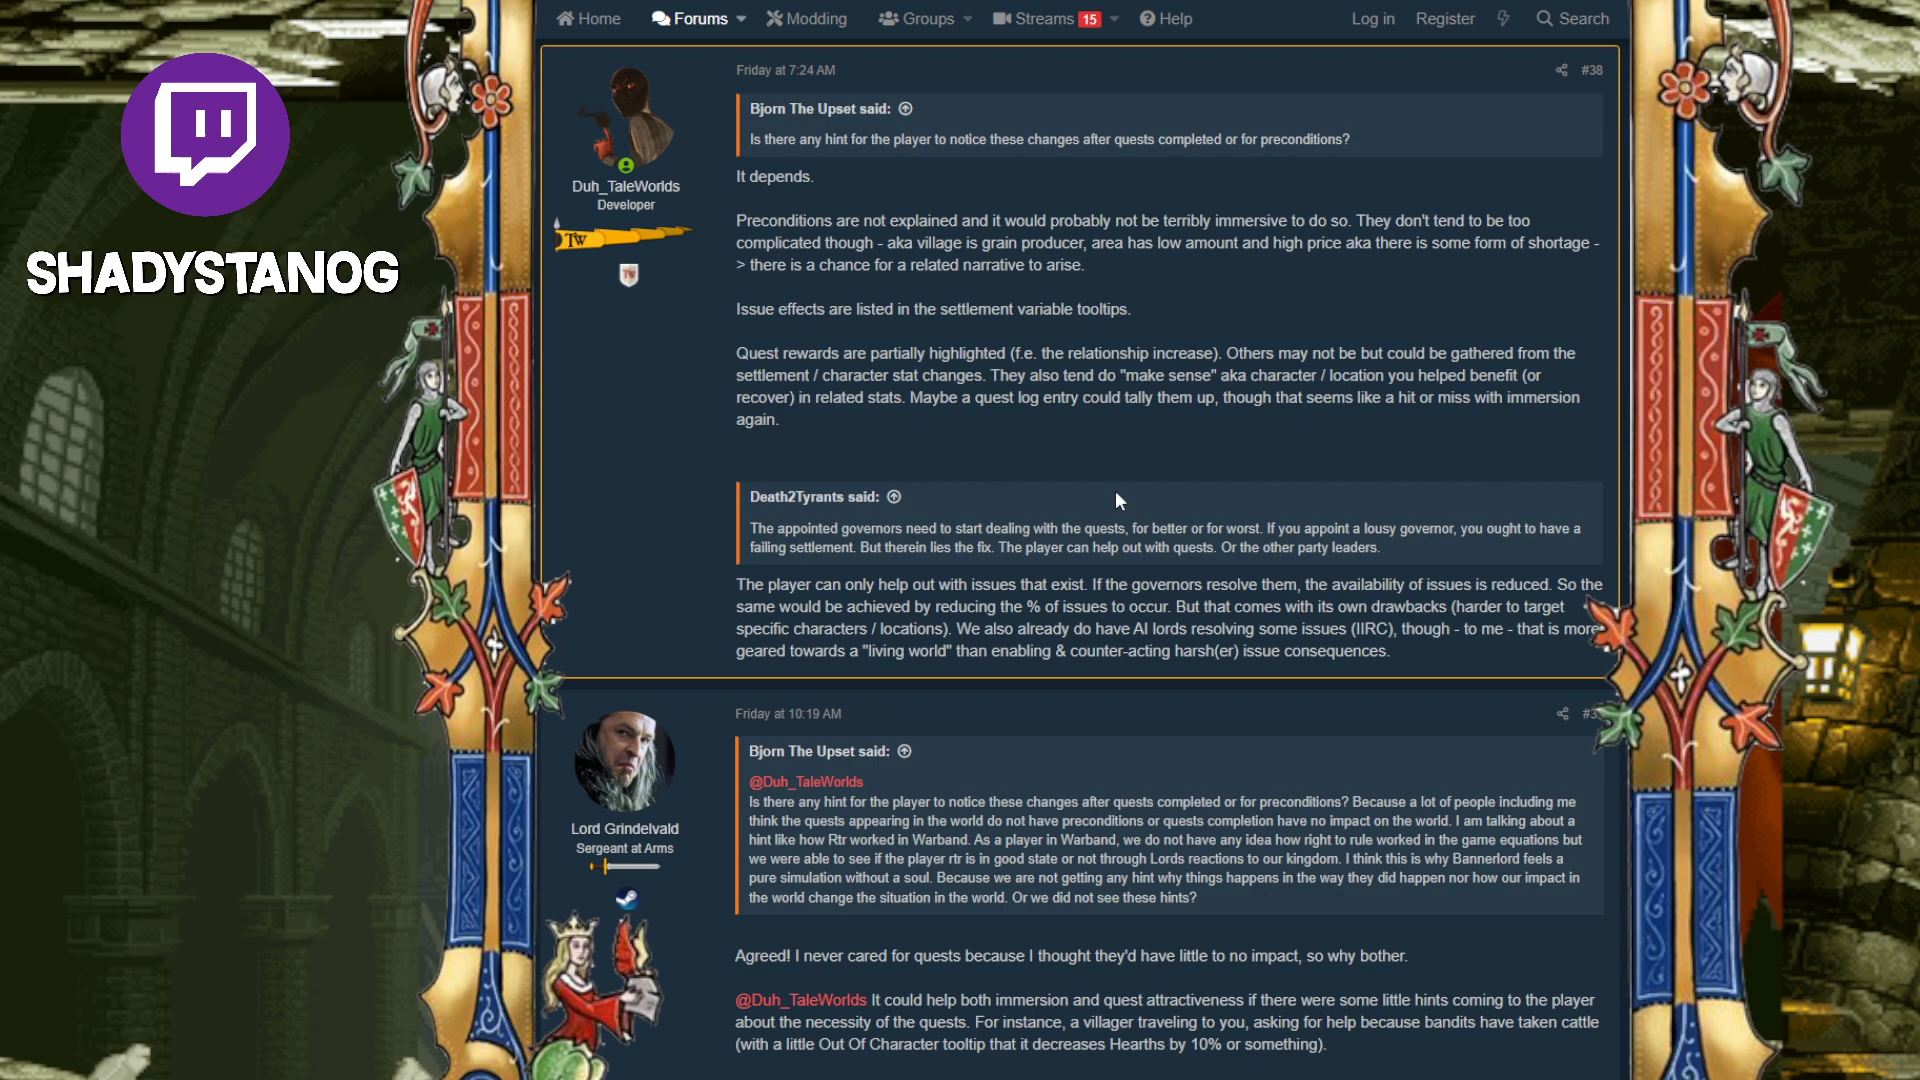 Home Forums Modding Groups Streams 15 Help Log in Register Search
SHADYSTANOG
Friday at 7:24 AM #38
Duh_TaleWorlds
Developer
TW
TW
Bjorn The Upset said:
Is there any hint for the player to notice these changes after quests completed or for preconditions?
It depends.
Preconditions are not explained and it would probably not be terribly immersive to do so. They don't tend to be too
complicated though - aka village is grain producer, area has low amount and high price aka there is some form of shortage -
> there is a chance for a related narrative to arise.
Issue effects are listed in the settlement variable tooltips.
Quest rewards are partially highlighted (f.e. the relationship increase). Others may not be but could be gathered from the
settlement / character stat changes. They also tend do "make sense" aka character / location you helped benefit (or
recover) in related stats. Maybe a quest log entry could tally them up, though that seems like a hit or miss with immersion
again.
Death2Tyrants said:
The appointed governors need to start dealing with the quests, for better or for worst. If you appoint a lousy governor, you ought to have a
failing settlement. But therein lies the fix. The player can help out with quests. Or the other party leaders.
The player can only help out with issues that exist. If the governors resolve them, the availability of issues is reduced. So the
same would be achieved by reducing the % of issues to occur. But that comes with its own drawbacks (harder to target
specific characters / locations). We also already do have AI lords resolving some issues (IIRC), though - to me - that is more
geared towards a "living world" than enabling & counter-acting harsh(er) issue consequences.
Friday at 10:19 AM
Lord Grindelvald
Sergeant at Arms
Bjorn The Upset said:
@Duh_TaleWorlds
Is there any hint for the player to notice these changes after quests completed or for preconditions? Because a lot of people including me
think the quests appearing in the world do not have preconditions or quests completion have no impact on the world. I am talking about a
hint like how Rtr worked in Warband. As a player in Warband, we do not have any idea how right to rule worked in the game equations but
we were able to see if the player rtr is in good state or not through Lords reactions to our kingdom. I think this is why Bannerlord feels a
pure simulation without a soul. Because we are not getting any hint why things happens in the way they did happen nor how our impact in
the world change the situation in the world. Or we did not see these hints?
Agreed! I never cared for quests because I thought they'd have little to no impact, so why bother.
@Duh_TaleWorlds It could help both immersion and quest attractiveness if there were some little hints coming to the player
about the necessity of the quests. For instance, a villager traveling to you, asking for help because bandits have taken cattle
(with a little Out Of Character tooltip that it decreases Hearths by 10% or something).